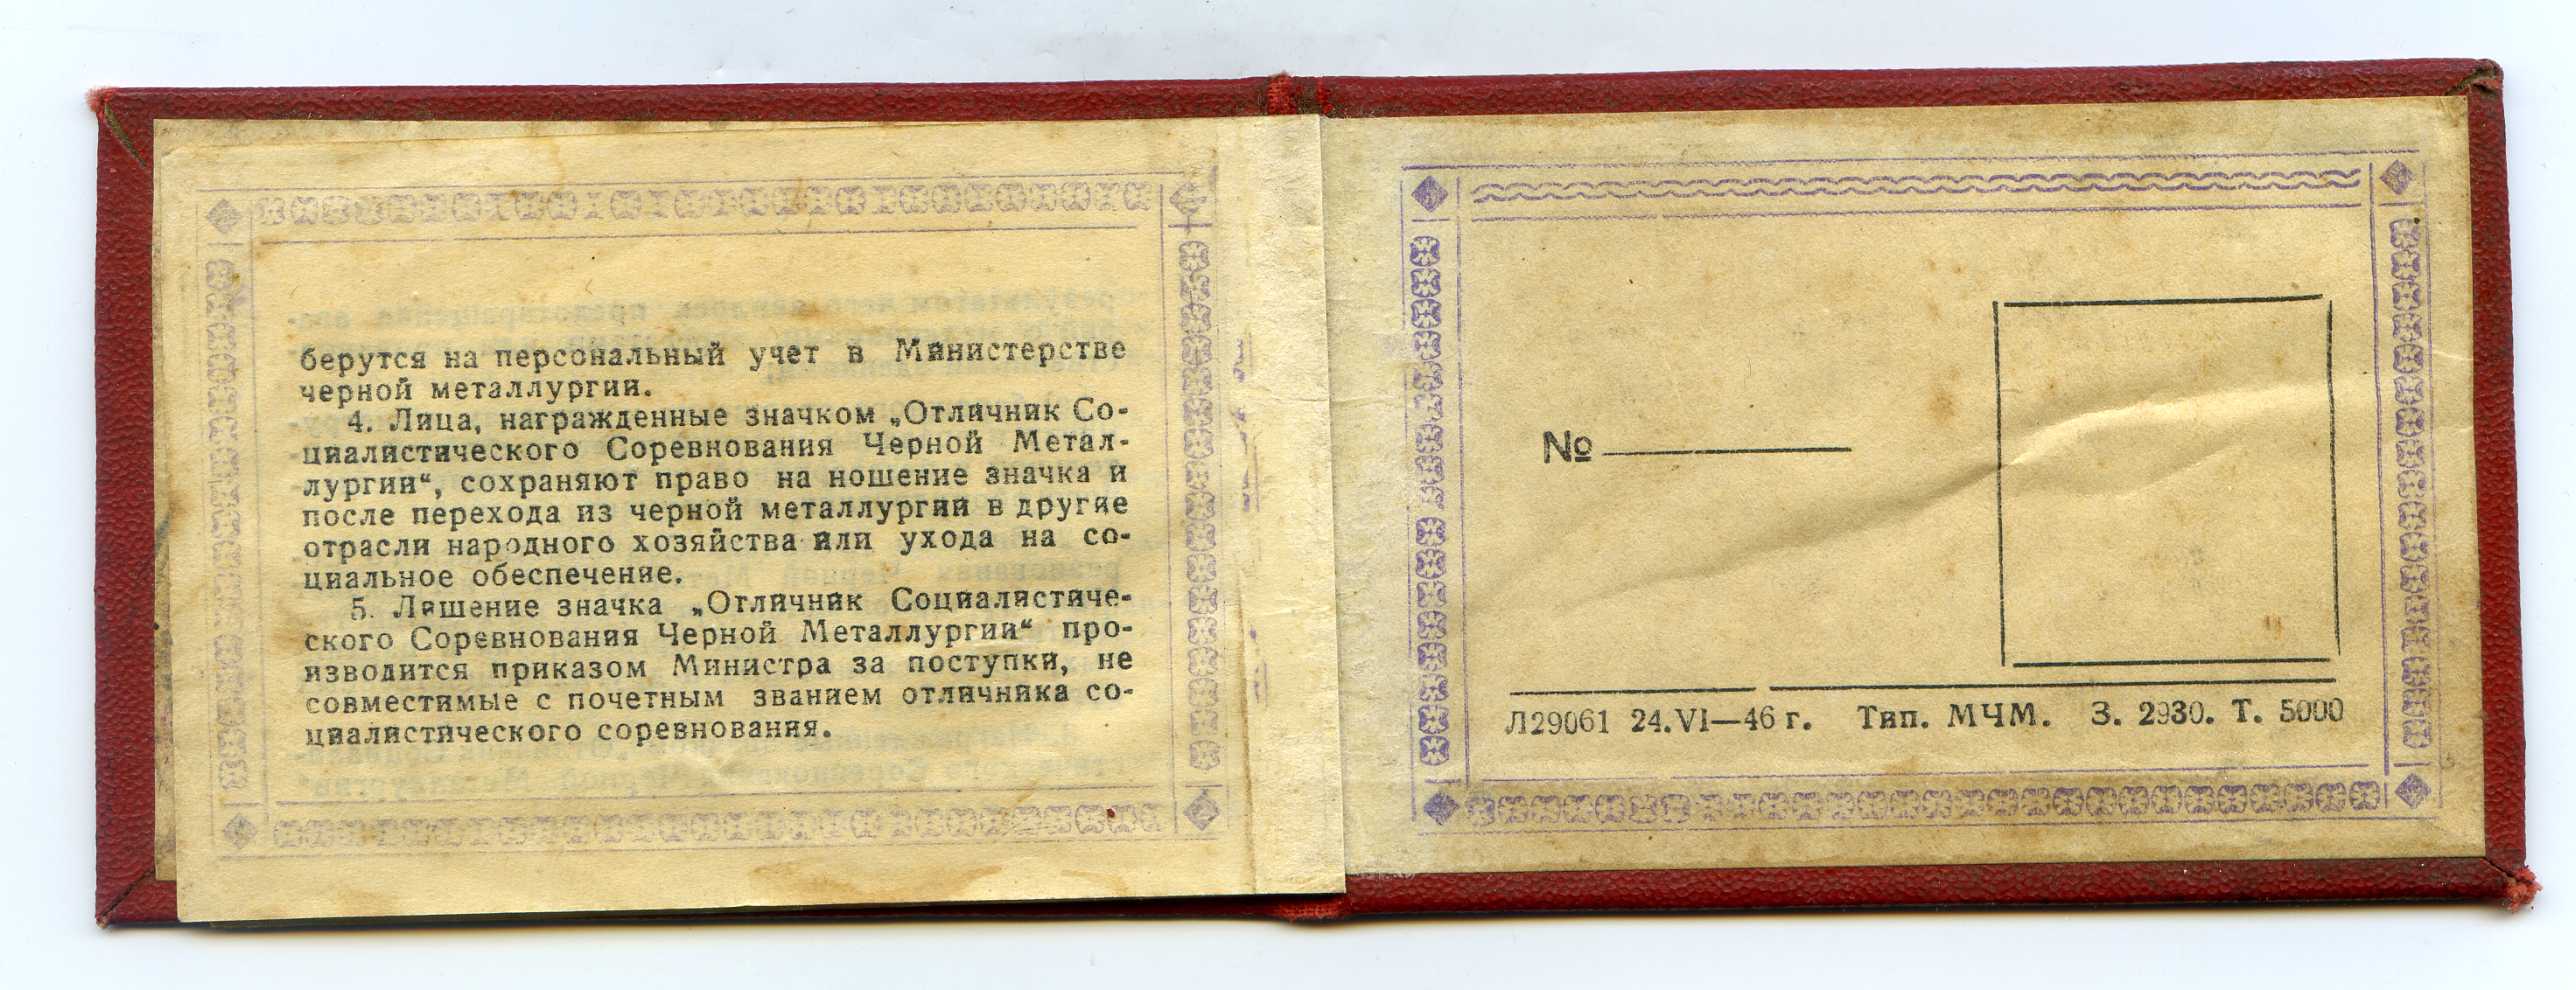 берутся на персональный учет в Министерстве
черной металлургии.
4. Лица, награжденные значком „Отличник Со-
циалистического Соревнования Черной Метал-
лургии“, сохраняют право на ношение значка и
после перехода из черной металлургии в другие
отрасли народного хозяйства или ухода на со-
циальное обеспечение.
5. Лишение значка „Отличник Социалистиче-
ского Соревнования Черной Металлургии“ про-
изводится приказом Министра за поступки, не
совместимые с почетным званием отличника со-
циалистического соревнования.
№
Л29061 24.VI—46 г. Тип. МЧМ. З. 2930. Т. 5000